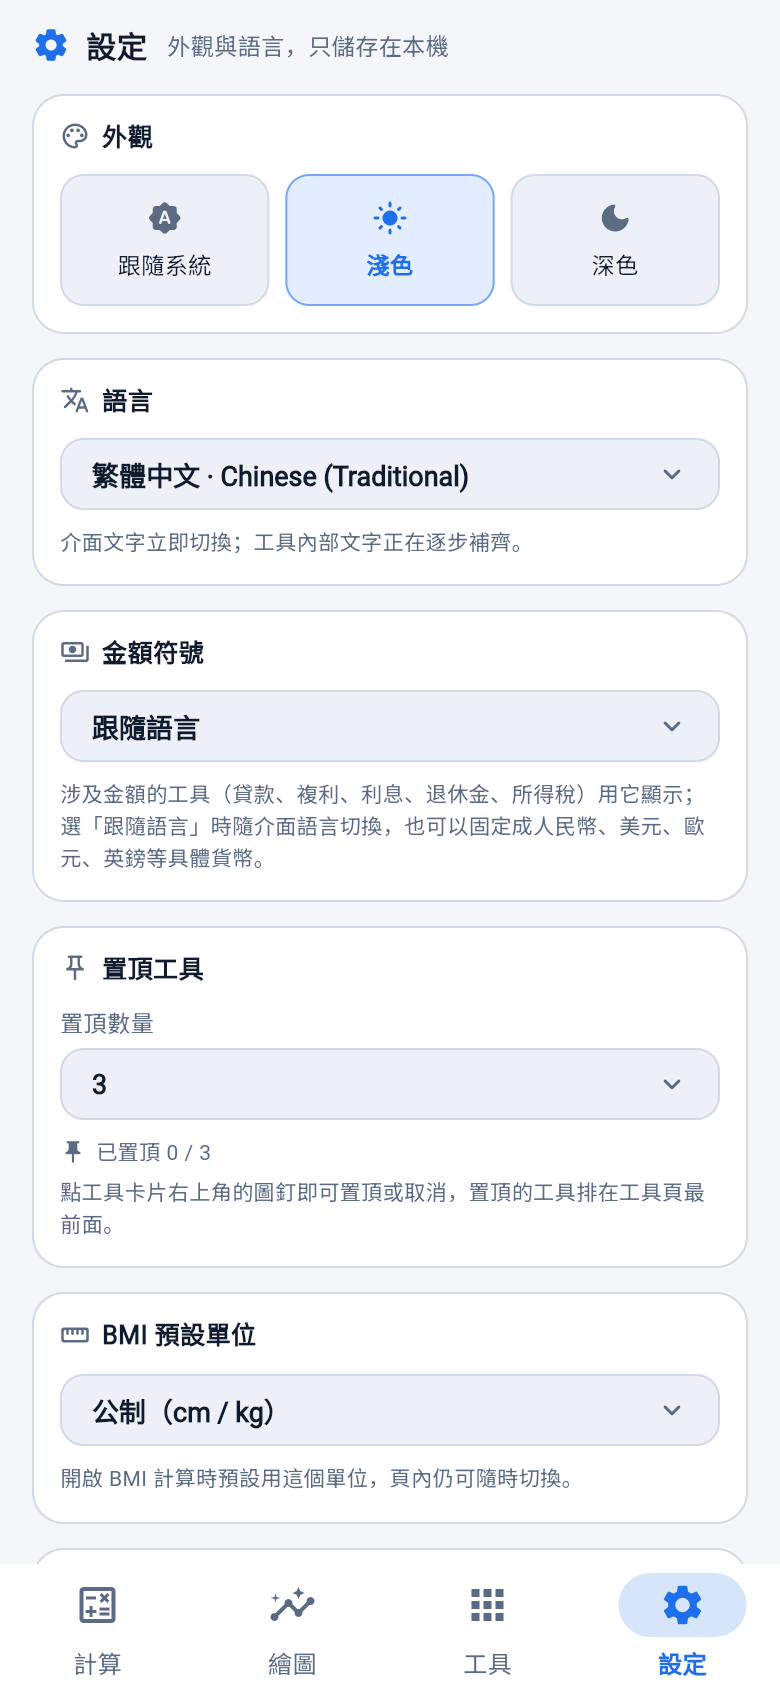 設定 外觀與語言，只儲存在本機
外觀
跟隨系統
淺色
深色
語言
繁體中文 · Chinese (Traditional)
介面文字立即切換；工具內部文字正在逐步補齊。
金額符號
跟隨語言
涉及金額的工具（貸款、複利、利息、退休金、所得稅）用它顯示；
選「跟隨語言」時隨介面語言切換，也可以固定成人民幣、美元、歐
元、英鎊等具體貨幣。
置頂工具
置頂數量
3
已置頂 0 / 3
點工具卡片右上角的圖釘即可置頂或取消，置頂的工具排在工具頁最
前面。
BMI 預設單位
公制（cm / kg）
開啟 BMI 計算時預設用這個單位，頁內仍可隨時切換。
計算
繪圖
工具
設定